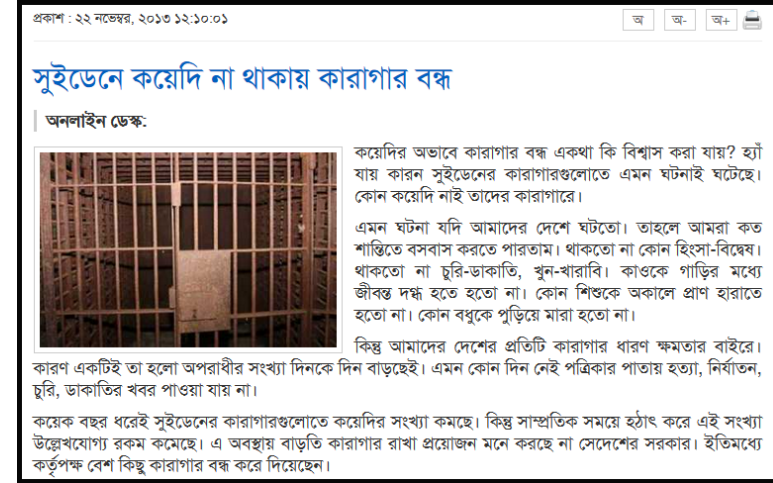 প্রকাশ : ২২ নভেম্বর, ২০১৩ ১২:১০:০১
অ অ- অ+
সুইডেনে কয়েদি না থাকায় কারাগার বন্ধ
অনলাইন ডেস্ক:
কয়েদির অভাবে কারাগার বন্ধ একথা কি বিশ্বাস করা যায়? হ্যাঁ
যায় কারন সুইডেনের কারাগারগুলোতে এমন ঘটনাই ঘটেছে।
কোন কয়েদি নাই তাদের কারাগারে।
এমন ঘটনা যদি আমাদের দেশে ঘটতো। তাহলে আমরা কত
শান্তিতে বসবাস করতে পারতাম। থাকতো না কোন হিংসা-বিদ্বেষ।
থাকতো না চুরি-ডাকাতি, খুন-খারাবি। কাওকে গাড়ির মধ্যে
জীবন্ত দগ্ধ হতে হতো না। কোন শিশুকে অকালে প্রাণ হারাতে
হতো না। কোন বধুকে পুড়িয়ে মারা হতো না।
কিন্তু আমাদের দেশের প্রতিটি কারাগার ধারণ ক্ষমতার বাইরে।
কারণ একটিই তা হলো অপরাধীর সংখ্যা দিনকে দিন বাড়ছেই। এমন কোন দিন নেই পত্রিকার পাতায় হত্যা, নির্যাতন,
চুরি, ডাকাতির খবর পাওয়া যায় না।
কয়েক বছর ধরেই সুইডেনের কারাগারগুলোতে কয়েদির সংখ্যা কমছে। কিন্তু সাম্প্রতিক সময়ে হঠাৎ করে এই সংখ্যা
উল্লেখযোগ্য রকম কমেছে। এ অবস্থায় বাড়তি কারাগার রাখা প্রয়োজন মনে করছে না সেদেশের সরকার। ইতিমধ্যে
কর্তৃপক্ষ বেশ কিছু কারাগার বন্ধ করে দিয়েছেন।